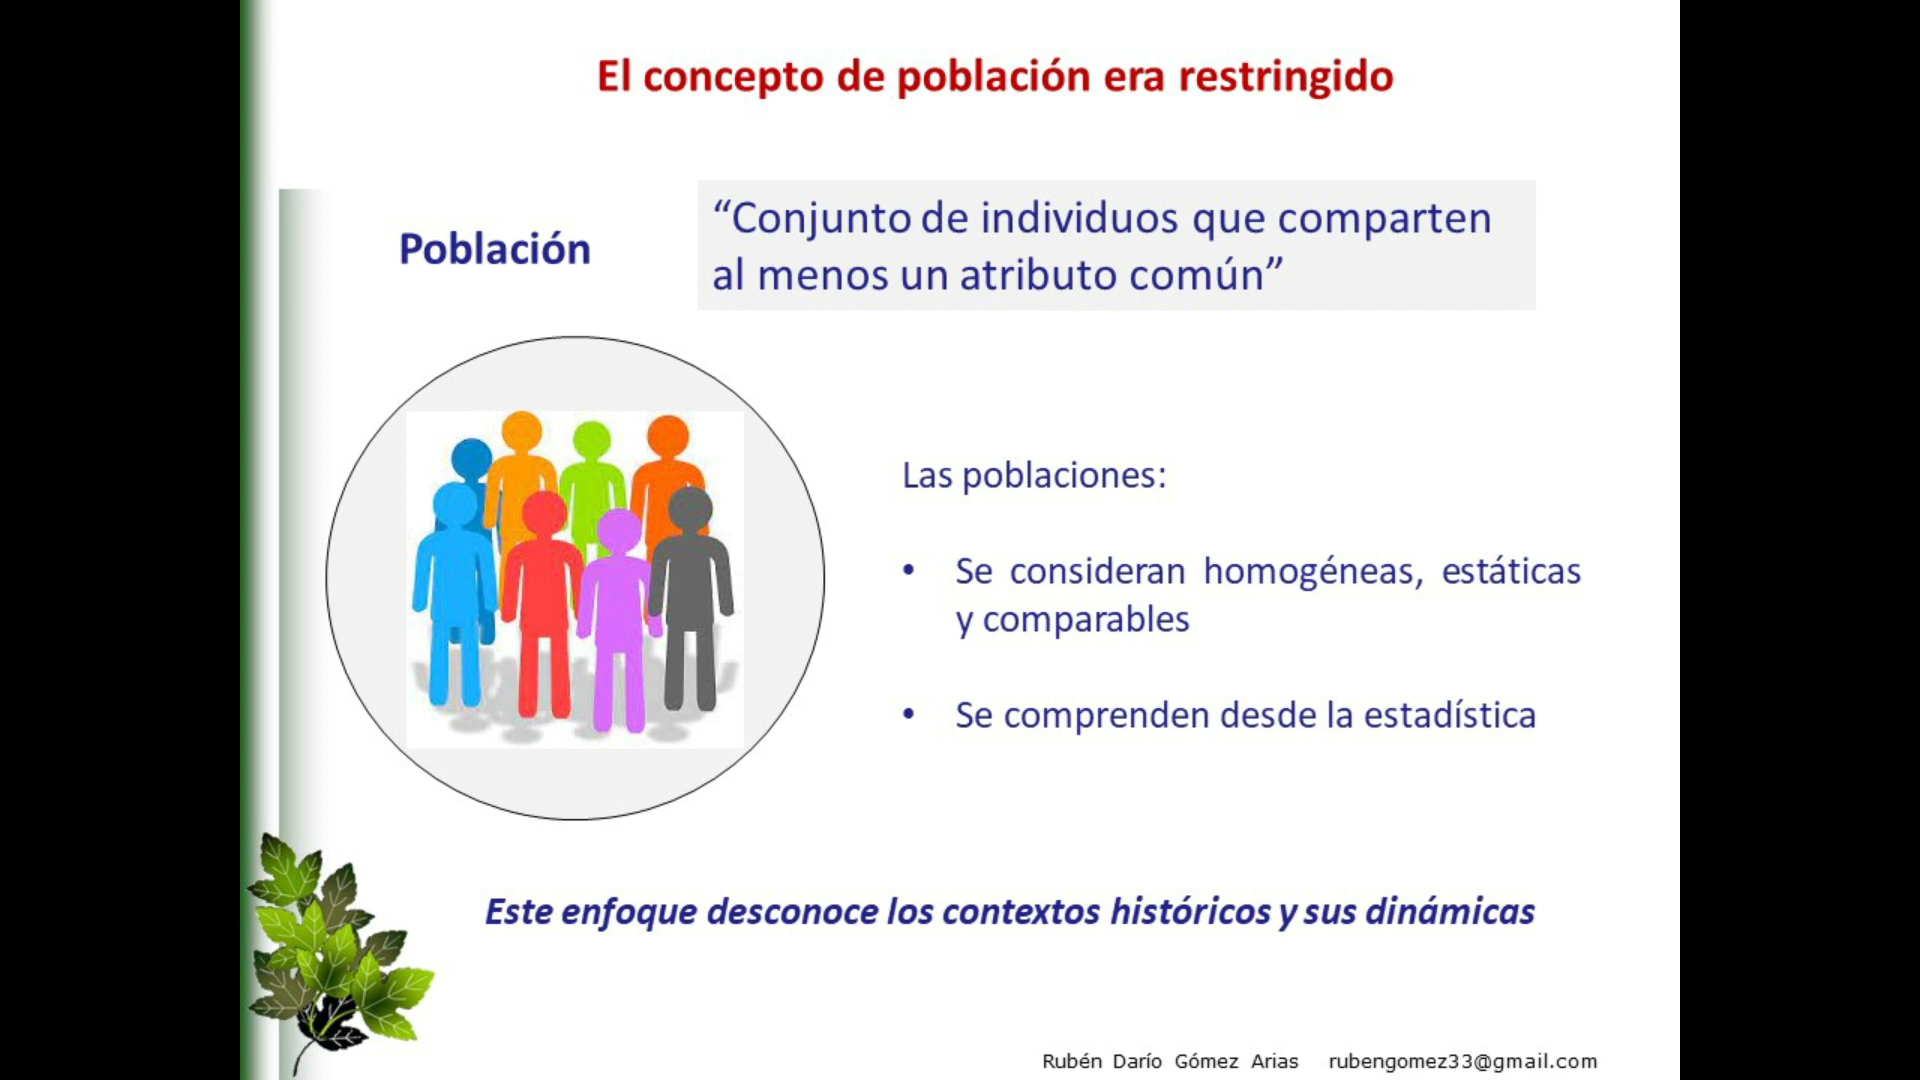 El concepto de población era restringido
Población
“Conjunto de individuos que comparten
al menos un atributo común”
Las poblaciones:
• Se consideran homogéneas, estáticas
y comparables
• Se comprenden desde la estadística
Este enfoque desconoce los contextos históricos y sus dinámicas
Rubén Darío Gómez Arias rubengomez33@gmail.com